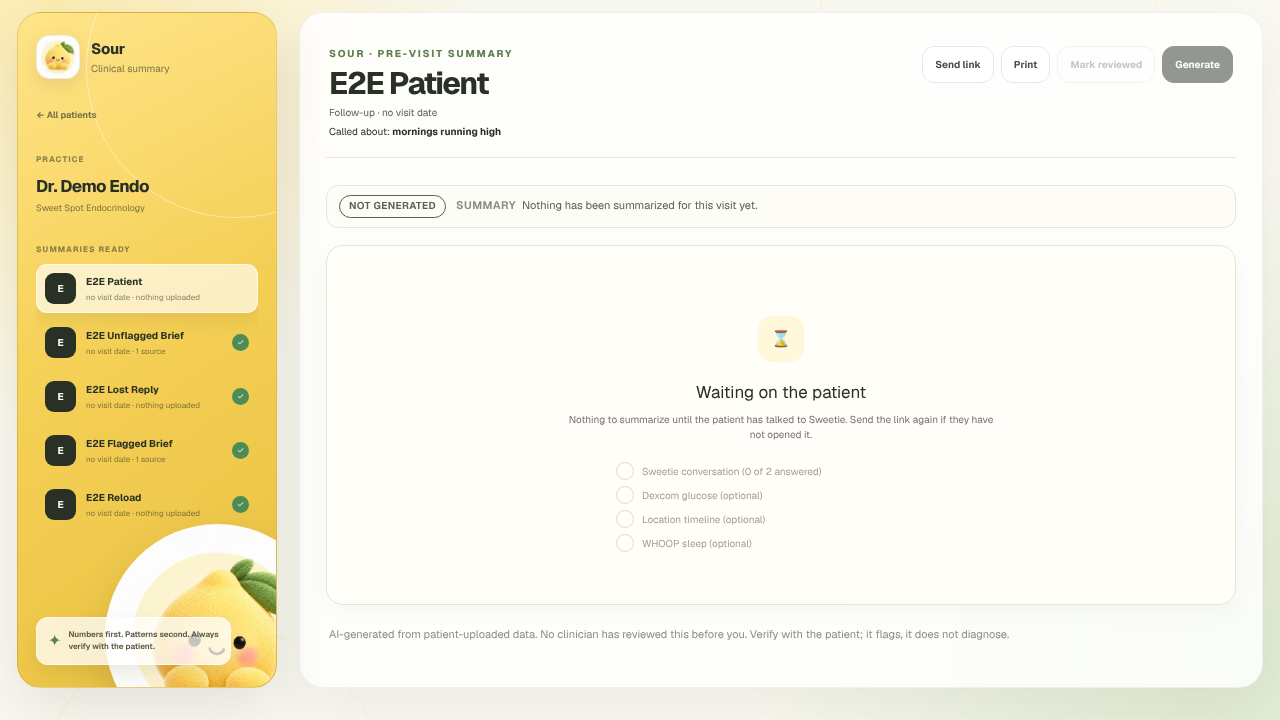 Sour
Clinical summary
← All patients
PRACTICE
Dr. Demo Endo
Sweet Spot Endocrinology
SUMMARIES READY
E
E2E Patient
no visit date · nothing uploaded
E
E2E Unflagged Brief
no visit date · 1 source
E
E2E Lost Reply
no visit date · nothing uploaded
E
E2E Flagged Brief
no visit date · 1 source
E
E2E Reload
no visit date · nothing uploaded
Numbers first. Patterns second. Always
verify with the patient.
SOUR · PRE-VISIT SUMMARY
E2E Patient
Follow-up · no visit date
Called about: mornings running high
Send link
Print
Mark reviewed
Generate
NOT GENERATED SUMMARY Nothing has been summarized for this visit yet.
Waiting on the patient
Nothing to summarize until the patient has talked to Sweetie. Send the link again if they have
not opened it.
Sweetie conversation (0 of 2 answered)
Dexcom glucose (optional)
Location timeline (optional)
WHOOP sleep (optional)
AI-generated from patient-uploaded data. No clinician has reviewed this before you. Verify with the patient; it flags, it does not diagnose.